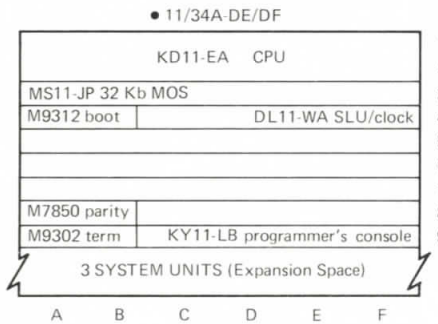 ● 11/34A-DE/DF
KD11-EA CPU
MS11-JP 32 Kb MOS
M9312 boot DL11-WA SLU/clock
M7850 parity
M9302 term KY11-LB programmer's console
3 SYSTEM UNITS (Expansion Space)
A B C D E F